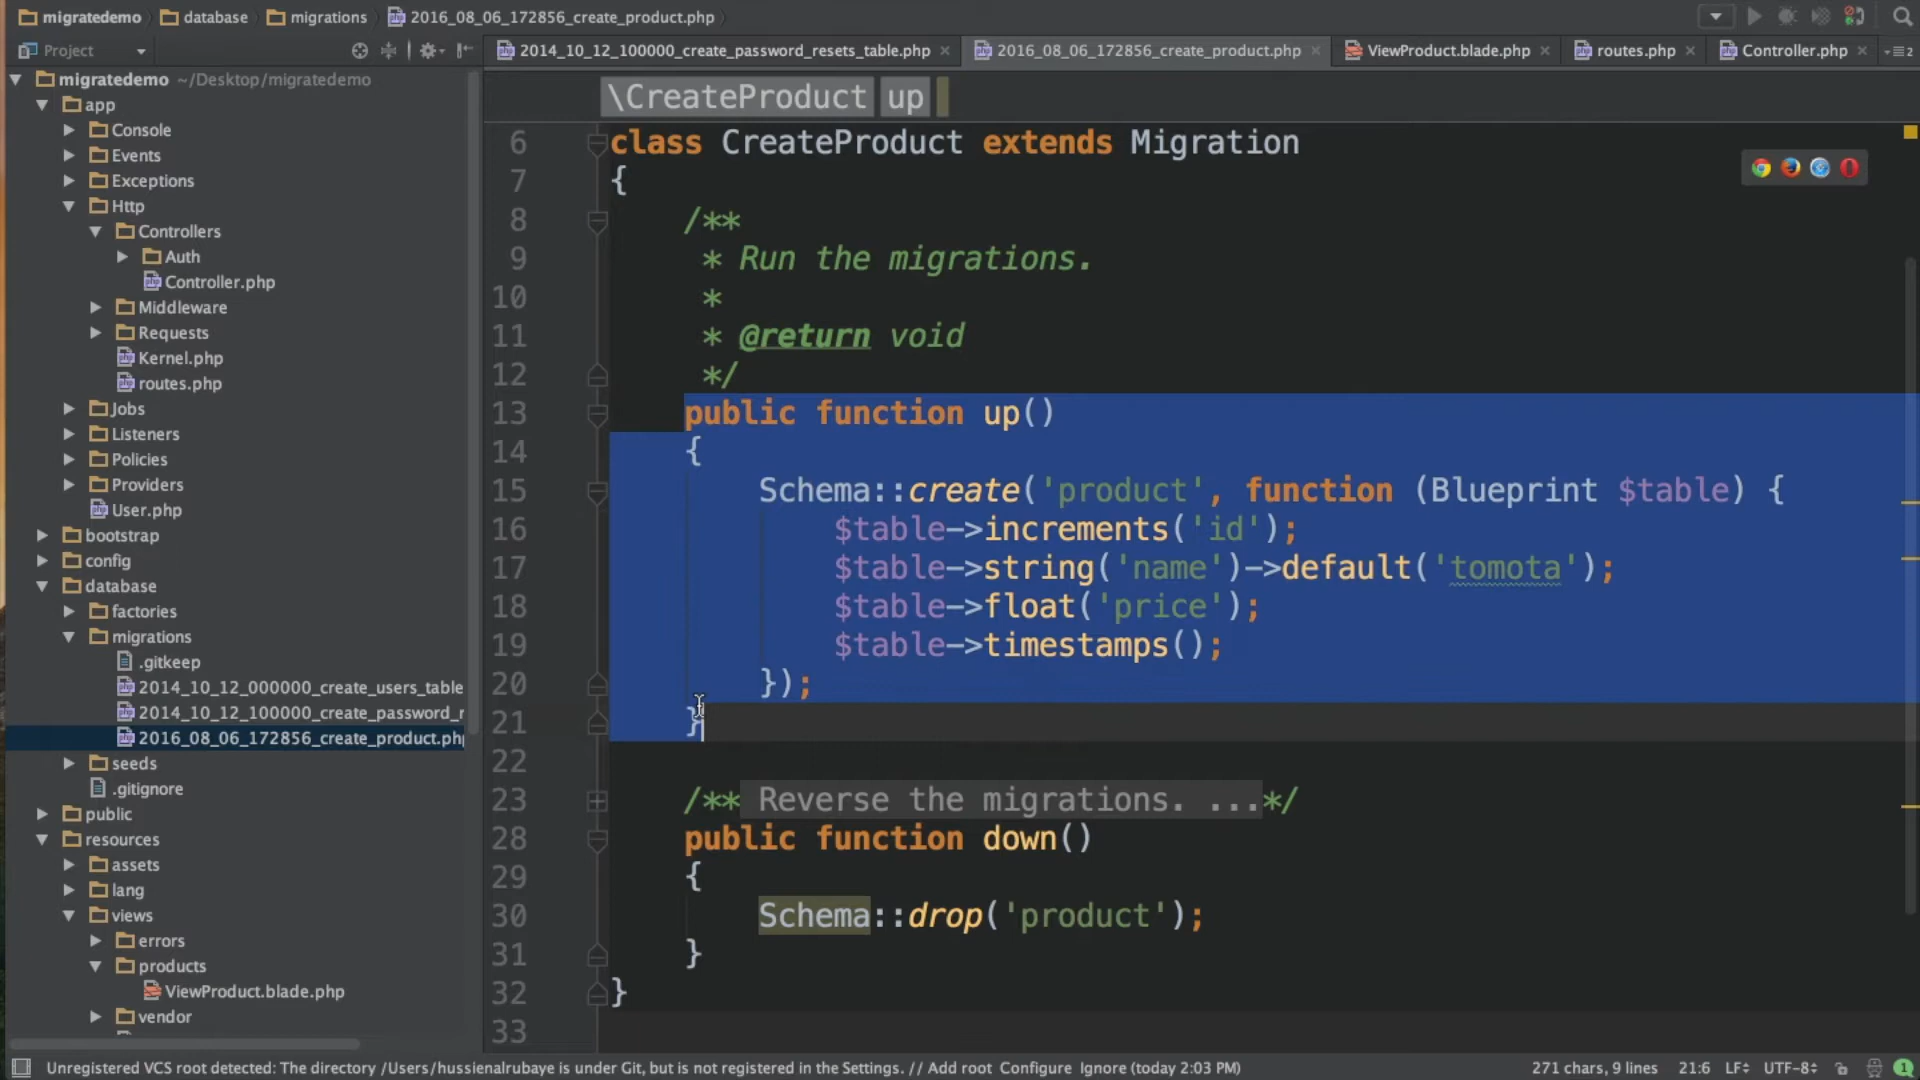 migratedemo database migrations 2016_08_06_172856_create_product.php
Project
2014_10_12_100000_create_password_resets_table.php 2016_08_06_172856_create_product.php ViewProduct.blade.php routes.php Controller.php
migratedemo ~/Desktop/migratedemo
app
Console
Events
Exceptions
Http
Controllers
Auth
Controller.php
Middleware
Requests
Kernel.php
routes.php
Jobs
Listeners
Policies
Providers
User.php
bootstrap
config
database
factories
migrations
.gitkeep
2014_10_12_000000_create_users_table
2014_10_12_100000_create_password_r
2016_08_06_172856_create_product.php
seeds
.gitignore
public
resources
assets
lang
views
errors
products
ViewProduct.blade.php
vendor
\CreateProduct up
6 class CreateProduct extends Migration
7 {
8 /**
9 * Run the migrations.
10 *
11 * @return void
12 */
13 public function up()
14 {
15 Schema::create('product', function (Blueprint $table) {
16 $table->increments('id');
17 $table->string('name')->default('tomota');
18 $table->float('price');
19 $table->timestamps();
20 });
21 }
22
23 /** Reverse the migrations. ...*/
28 public function down()
29 {
30 Schema::drop('product');
31 }
32 }
33
Unregistered VCS root detected: The directory /Users/hussienalrubaye is under Git, but is not registered in the Settings. // Add root Configure Ignore (today 2:03 PM) 271 chars, 9 lines 21:6 LF UTF-8 1